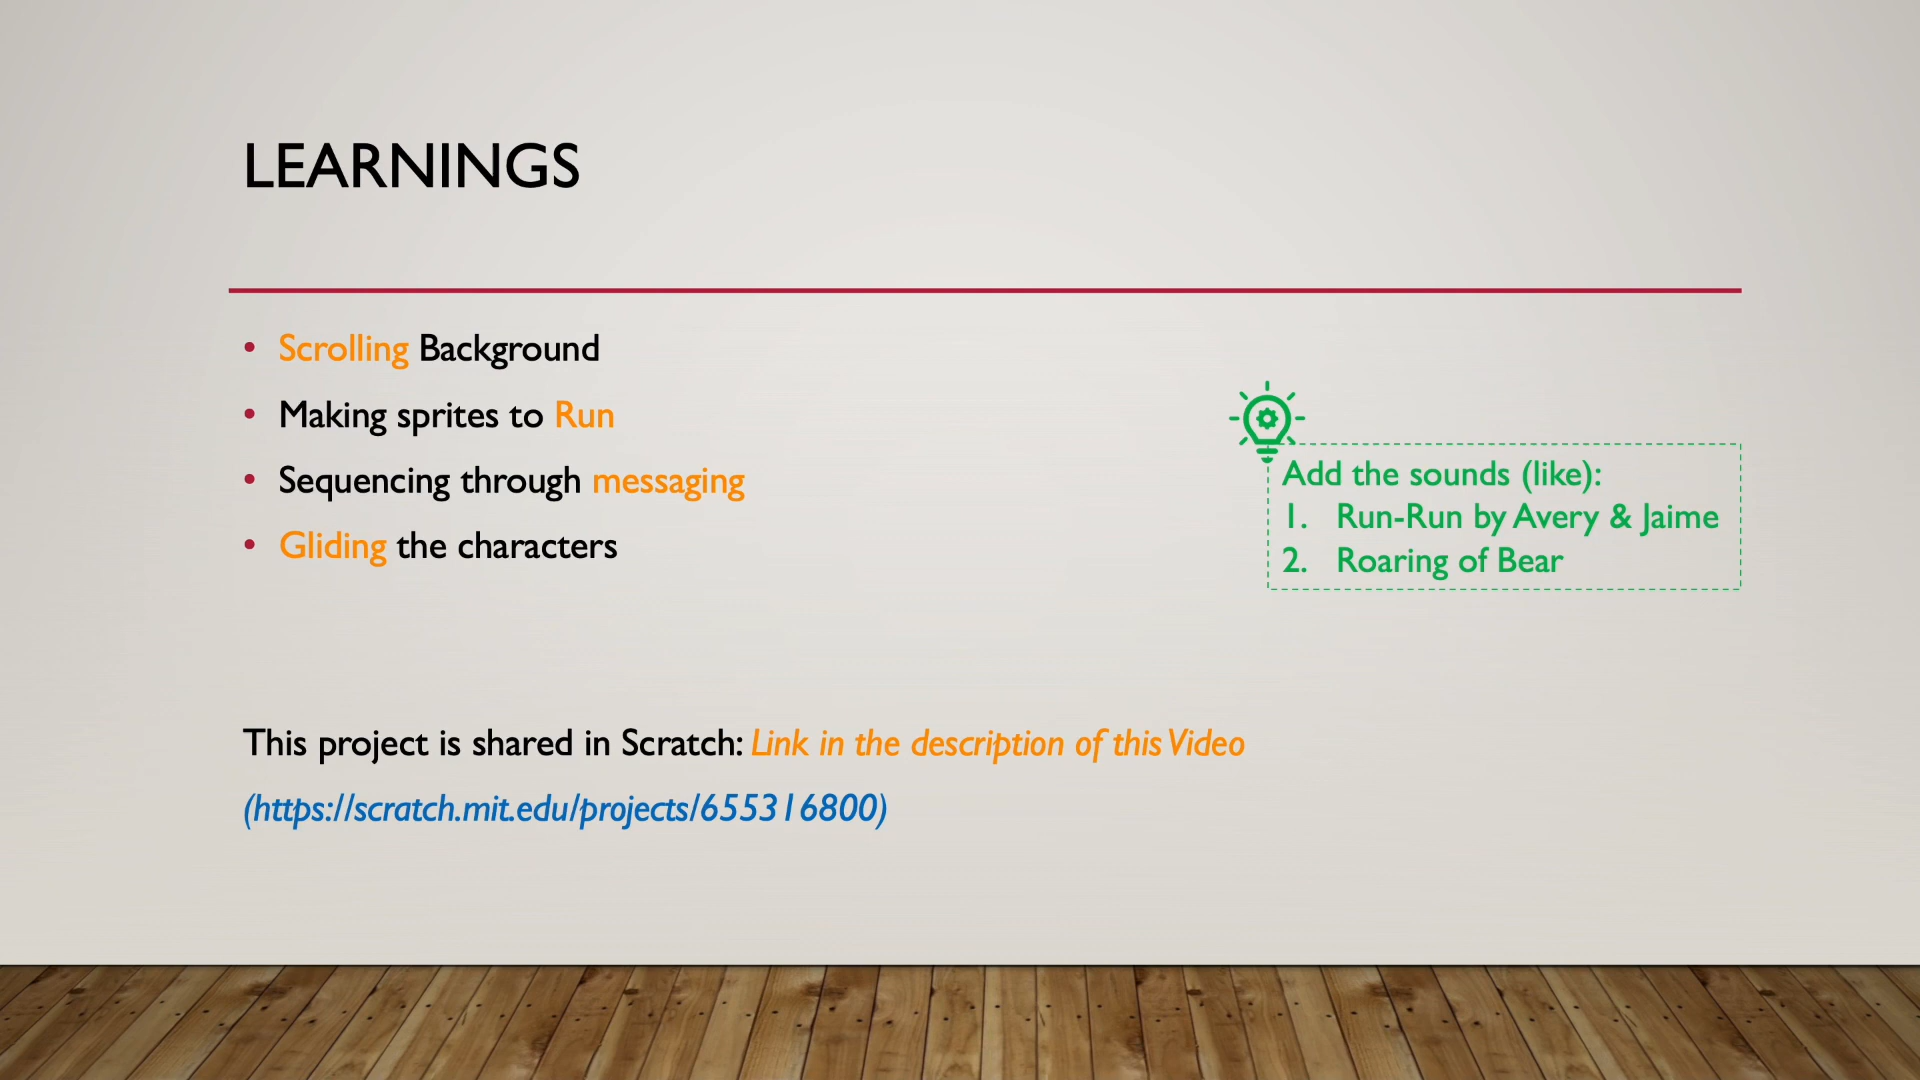 LEARNINGS
• Scrolling Background
• Making sprites to Run
• Sequencing through messaging
• Gliding the characters
Add the sounds (like):
1. Run-Run by Avery & Jaime
2. Roaring of Bear
This project is shared in Scratch: Link in the description of this Video
(https://scratch.mit.edu/projects/655316800)